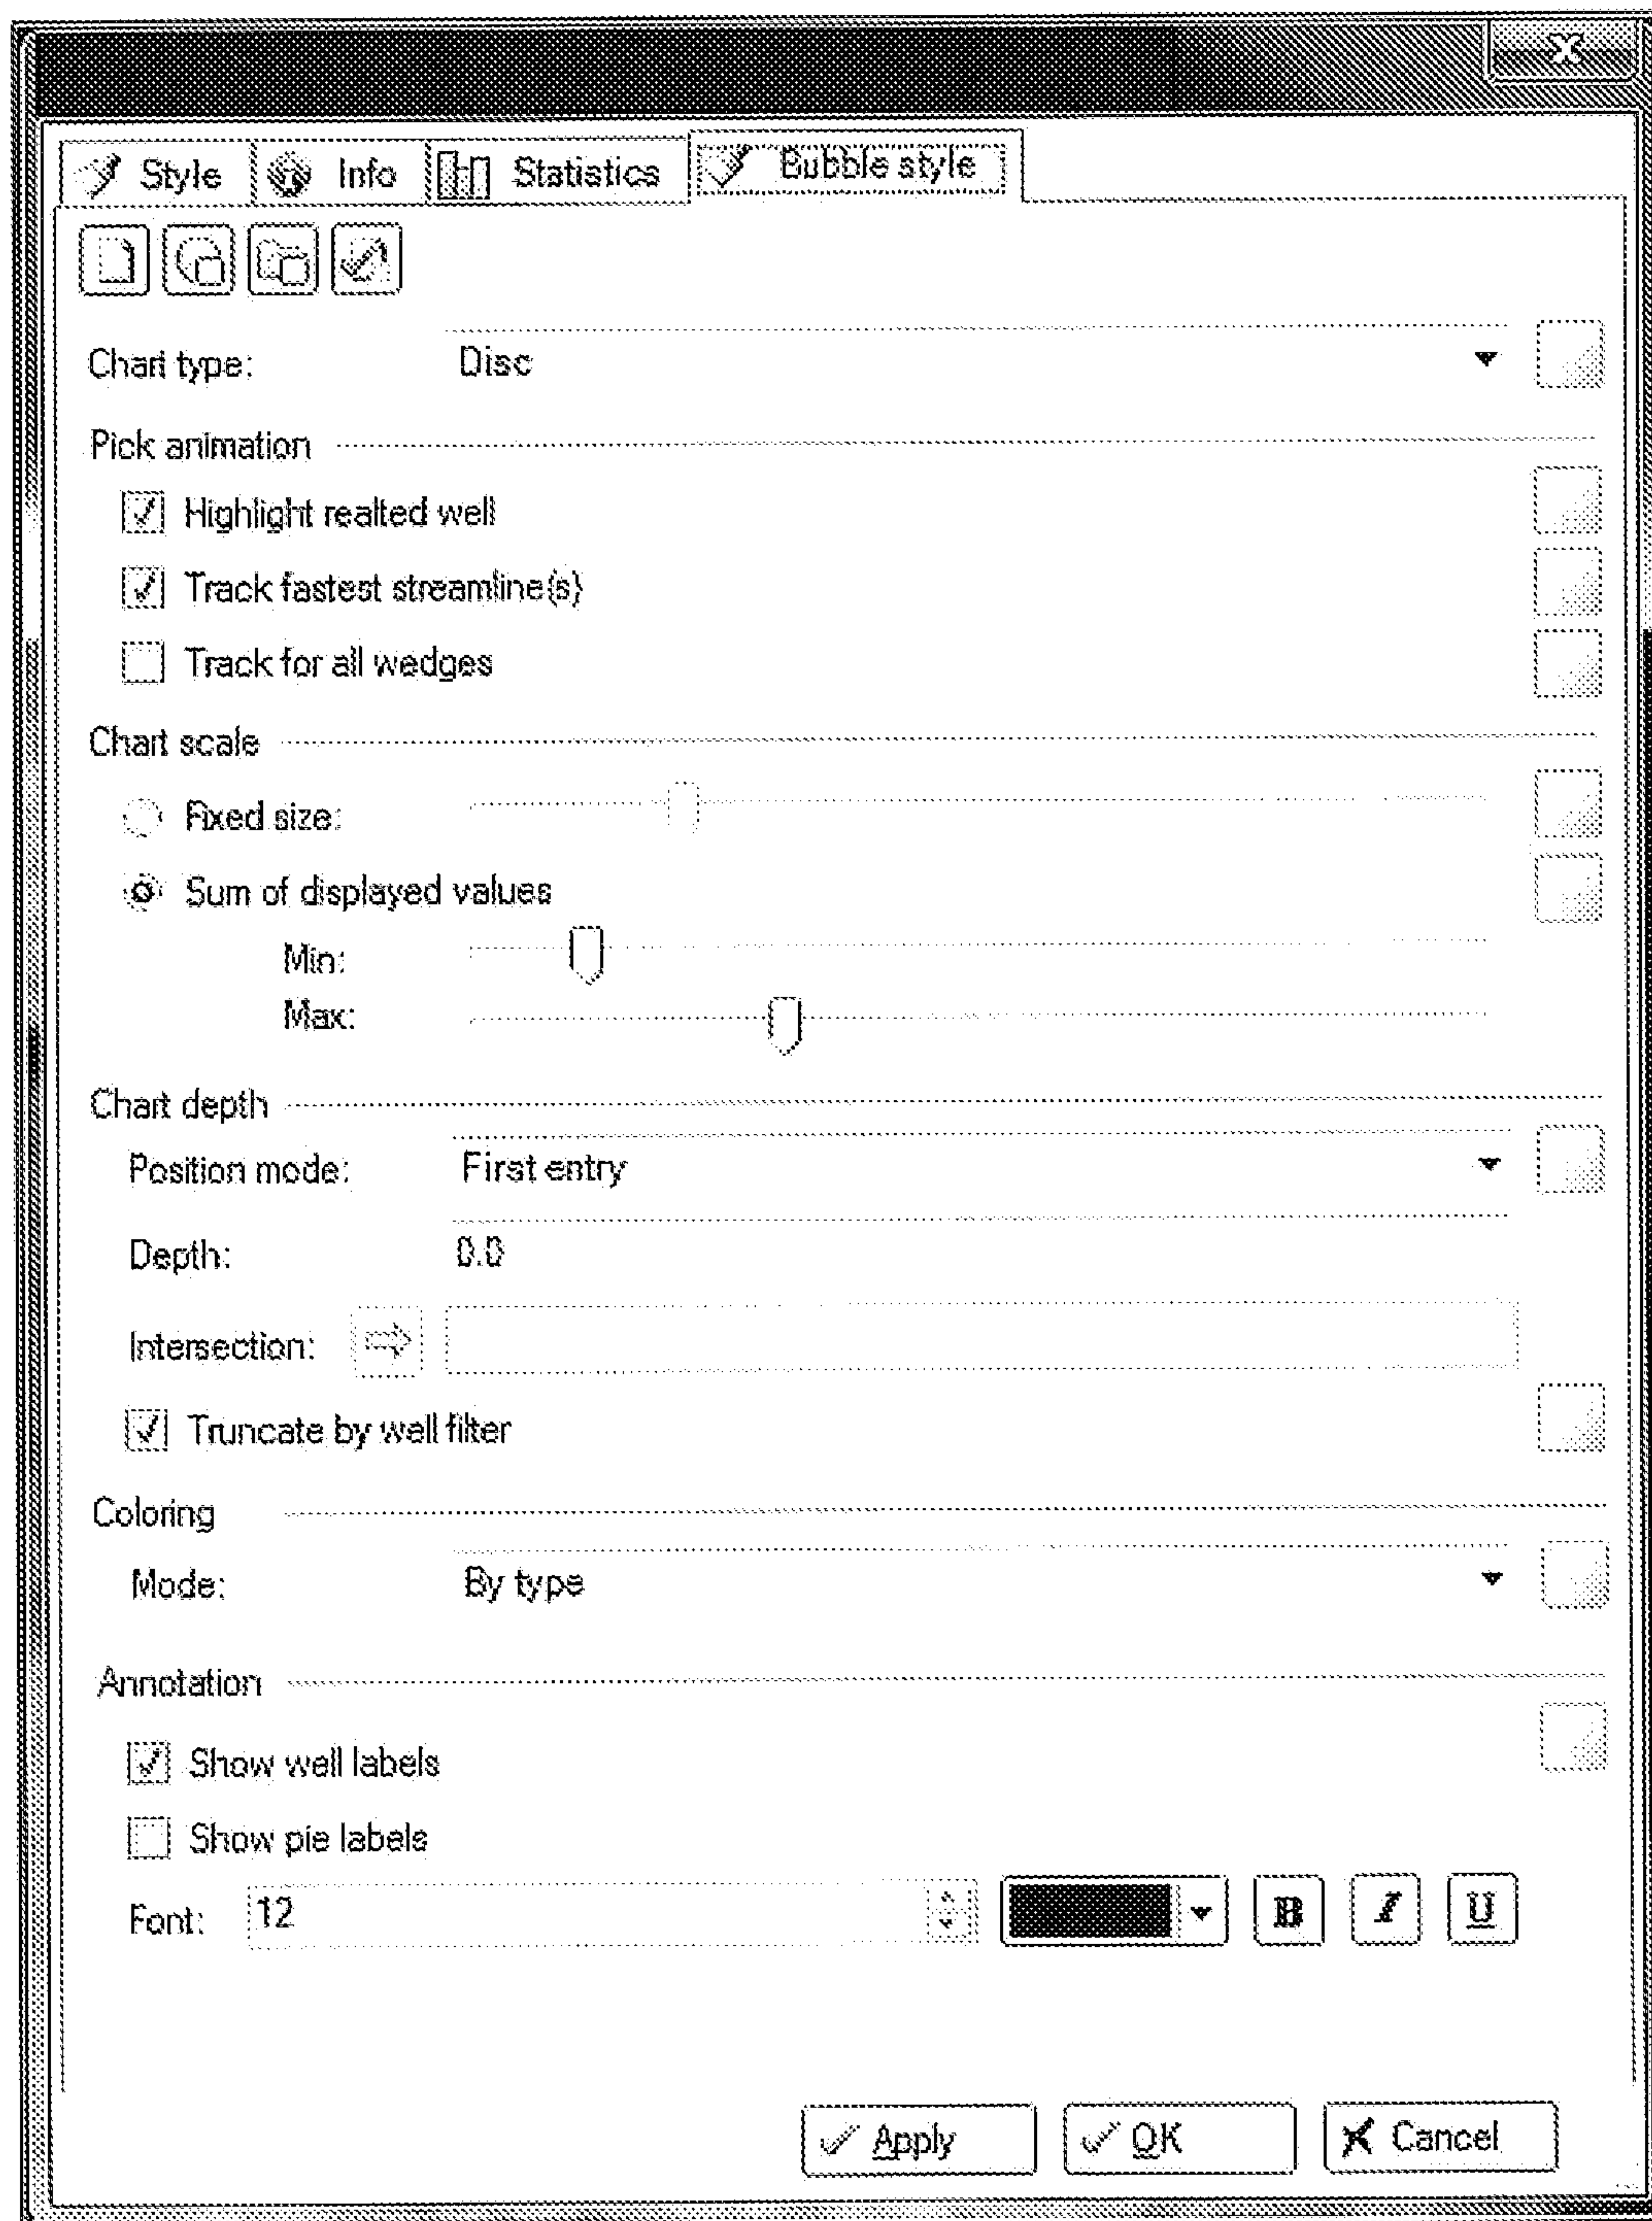 Style Info Statistics Bubble style
Chart type: Disc
Pick animation
Highlight realted well
Track fastest streamline(s)
Track for all wedges
Chart scale
Fixed size:
Sum of displayed values
Min:
Max:
Chart depth
Position mode: First entry
Depth: 0.0
Intersection:
Truncate by well filter
Coloring
Mode: By type
Annotation
Show well labels
Show pie labels
Font: 12 B I U
Apply OK Cancel